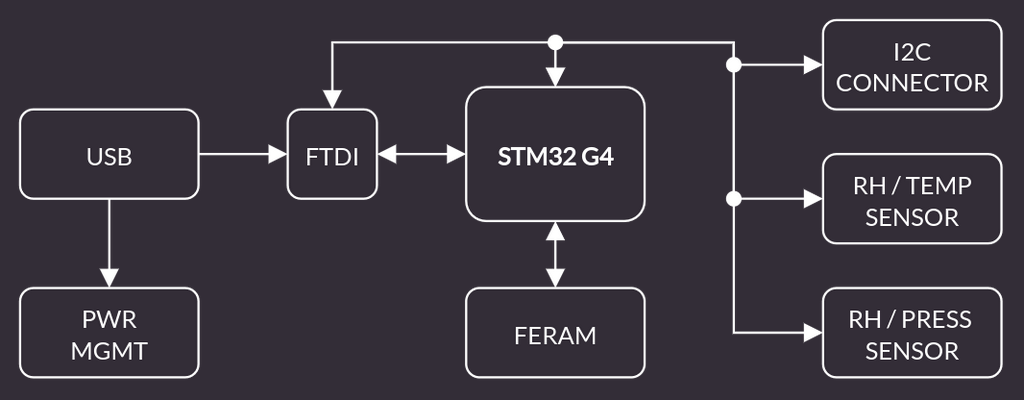 I2C
CONNECTOR
USB
FTDI
STM32 G4
RH / TEMP
SENSOR
PWR
MGMT
FERAM
RH / PRESS
SENSOR